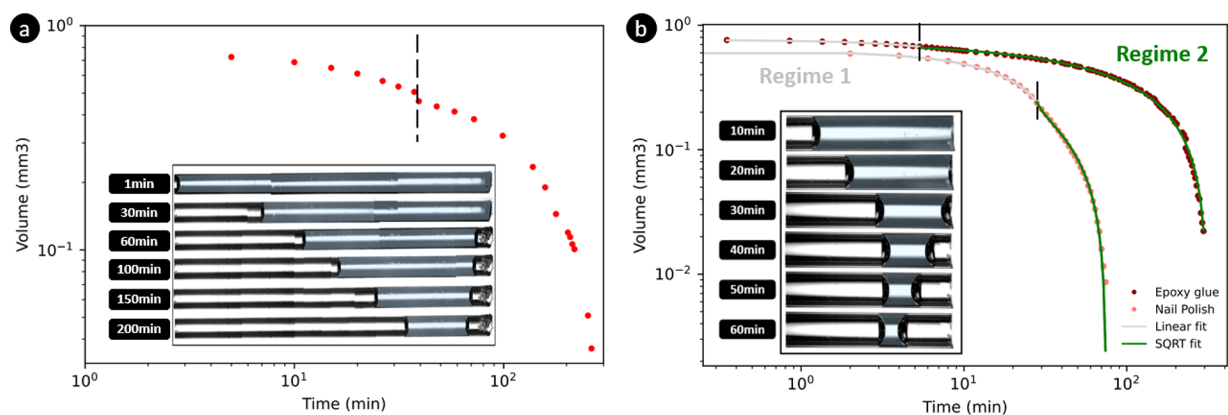 a
10⁰
10⁻¹
Volume (mm3)
1min
30min
60min
100min
150min
200min
10⁰
10¹
10²
Time (min)
b
10⁰
10⁻¹
10⁻²
Volume (mm3)
Regime 1
Regime 2
10min
20min
30min
40min
50min
60min
Epoxy glue
Nail Polish
Linear fit
SQRT fit
10⁰
10¹
10²
Time (min)